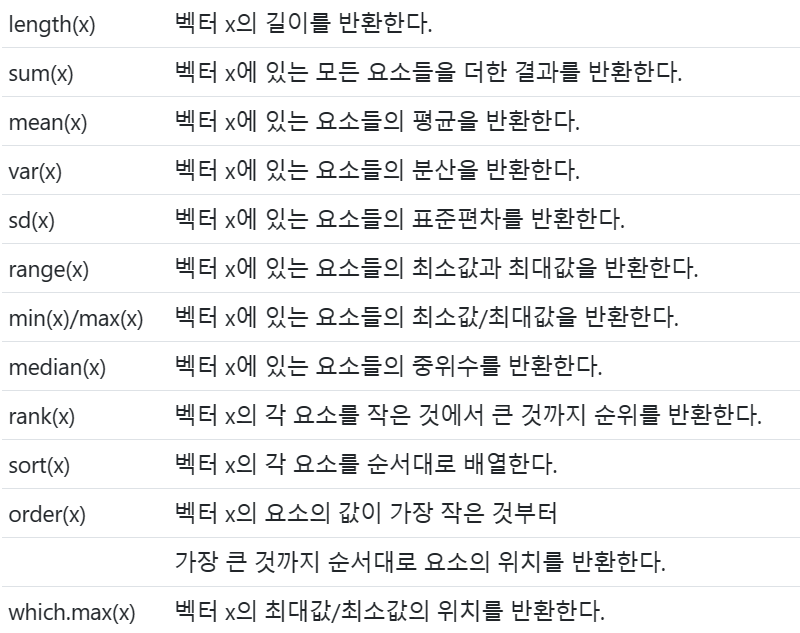 length(x) 벡터 x의 길이를 반환한다.
sum(x) 벡터 x에 있는 모든 요소들을 더한 결과를 반환한다.
mean(x) 벡터 x에 있는 요소들의 평균을 반환한다.
var(x) 벡터 x에 있는 요소들의 분산을 반환한다.
sd(x) 벡터 x에 있는 요소들의 표준편차를 반환한다.
range(x) 벡터 x에 있는 요소들의 최소값과 최대값을 반환한다.
min(x)/max(x) 벡터 x에 있는 요소들의 최소값/최대값을 반환한다.
median(x) 벡터 x에 있는 요소들의 중위수를 반환한다.
rank(x) 벡터 x의 각 요소를 작은 것에서 큰 것까지 순위를 반환한다.
sort(x) 벡터 x의 각 요소를 순서대로 배열한다.
order(x) 벡터 x의 요소의 값이 가장 작은 것부터
가장 큰 것까지 순서대로 요소의 위치를 반환한다.
which.max(x) 벡터 x의 최대값/최소값의 위치를 반환한다.